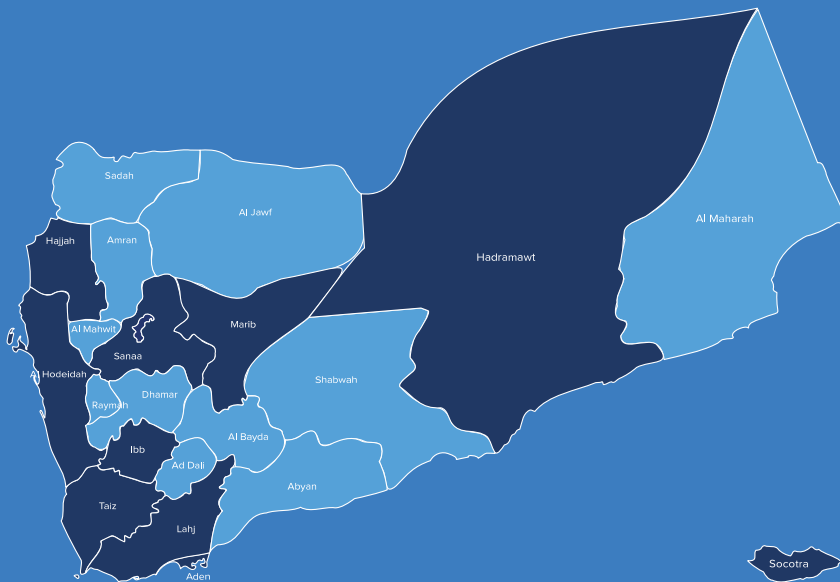 Sadah
Al Jawf
Al Maharah
Hajjah
Amran
Hadramawt
Marib
Al Mahwit
Sanaa
Al Hodeidah
Shabwah
Dhamar
Raymah
Al Bayda
Ibb
Ad Dali
Abyan
Taiz
Lahj
Socotra
Aden